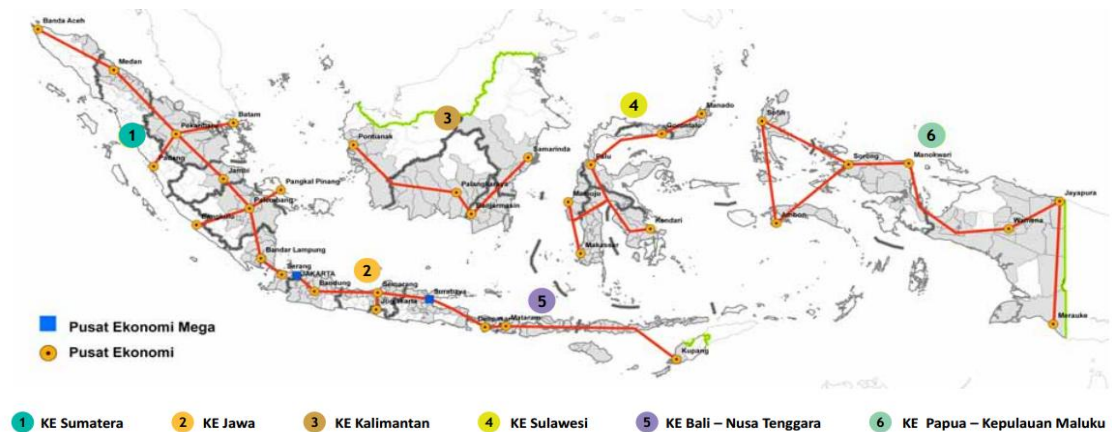 Banda Aceh
Medan
Batam
Pekanbaru
1
Padang
Jambi
Pangkal Pinang
Palembang
Bengkulu
Bandar Lampung
Serang
JAKARTA
2
Bandung
Semarang
Jogjakarta
Surabaya
3
Pontianak
Samarinda
Palangkaraya
Banjarmasin
4
Manado
Gorontalo
Palu
Mamuju
Kendari
Makassar
5
Mataram
Kupang
6
Sorong
Manokwari
Ambon
Jayapura
Wamena
Merauke
Pusat Ekonomi Mega
Pusat Ekonomi
1 KE Sumatera 2 KE Jawa 3 KE Kalimantan 4 KE Sulawesi 5 KE Bali – Nusa Tenggara 6 KE Papua – Kepulauan Maluku